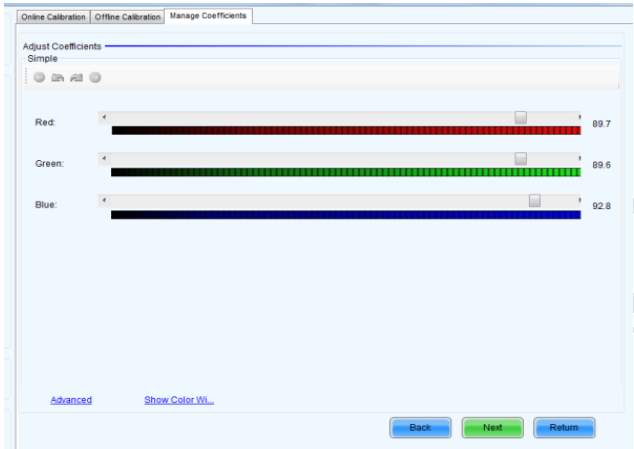 Online Calibration Offline Calibration Manage Coefficients
Adjust Coefficients
Simple
Red: 89.7
Green: 89.6
Blue: 92.8
Advanced Show Color Wi...
Back Next Return